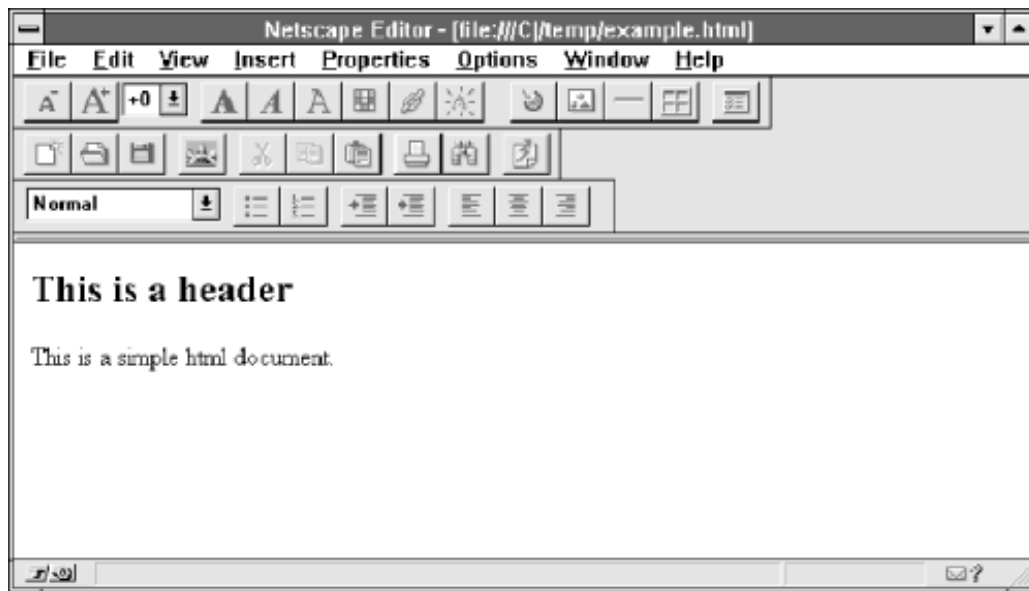 Netscape Editor - [file:///C|/temp/example.html]
File Edit View Insert Properties Options Window Help
+0
Normal
This is a header
This is a simple html document.